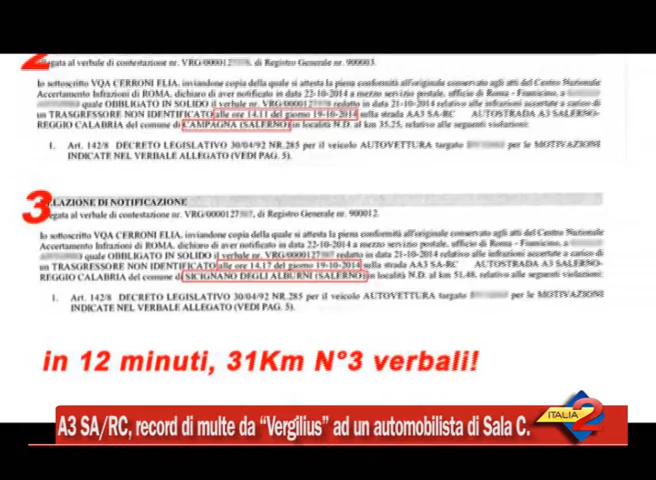 2
llegata al verbale di contestazione nr. VRG/000012 , di Registro Generale nr. 900003.
Io sottoscritto VQA CERRONI ELIA, inviandone copia della quale si attesta la piena conformità all'originale conservato agli atti del Centro Nazionale
Accertamento Infrazioni di ROMA, dichiaro di aver notificato in data 22-10-2014 a mezzo servizio postale, ufficio di Roma - Fiumicino, a
quale OBBLIGATO IN SOLIDO il verbale nr. VRG/000012 redatto in data 21-10-2014 relativo alle infrazioni accertate a carico di
un TRASGRESSORE NON IDENTIFICATO alle ore 14.11 del giorno 19-10-2014 sulla strada AA3 SA-RC AUTOSTRADA A3 SALERNO-
REGGIO CALABRIA del comune di CAMPAGNA (SALERNO) in località N.D. al km 35,25, relativo alle seguenti violazioni:
1. Art. 142/8 DECRETO LEGISLATIVO 30/04/92 NR.285 per il veicolo AUTOVETTURA targato per le MOTIVAZIONI
INDICATE NEL VERBALE ALLEGATO (VEDI PAG. 5).
3
ELAZIONE DI NOTIFICAZIONE
egata al verbale di contestazione nr. VRG/0000127 , di Registro Generale nr. 900012.
Io sottoscritto VQA CERRONI ELIA, inviandone copia della quale si attesta la piena conformità all'originale conservato agli atti del Centro Nazionale
Accertamento Infrazioni di ROMA, dichiaro di aver notificato in data 22-10-2014 a mezzo servizio postale, ufficio di Roma - Fiumicino, a
quale OBBLIGATO IN SOLIDO il verbale nr. VRG/0000127 redatto in data 21-10-2014 relativo alle infrazioni accertate a carico di
un TRASGRESSORE NON IDENTIFICATO alle ore 14.17 del giorno 19-10-2014 sulla strada AA3 SA-RC AUTOSTRADA A3 SALERNO-
REGGIO CALABRIA del comune di SICIGNANO DEGLI ALBURNI (SALERNO) in località N.D. al km 51,48, relativo alle seguenti violazioni:
1. Art. 142/8 DECRETO LEGISLATIVO 30/04/92 NR.285 per il veicolo AUTOVETTURA targato per le MOTIVAZIONI
INDICATE NEL VERBALE ALLEGATO (VEDI PAG. 5).
in 12 minuti, 31Km N°3 verbali!
A3 SA/RC, record di multe da “Vergilius” ad un automobilista di Sala C.
ITALIA 2